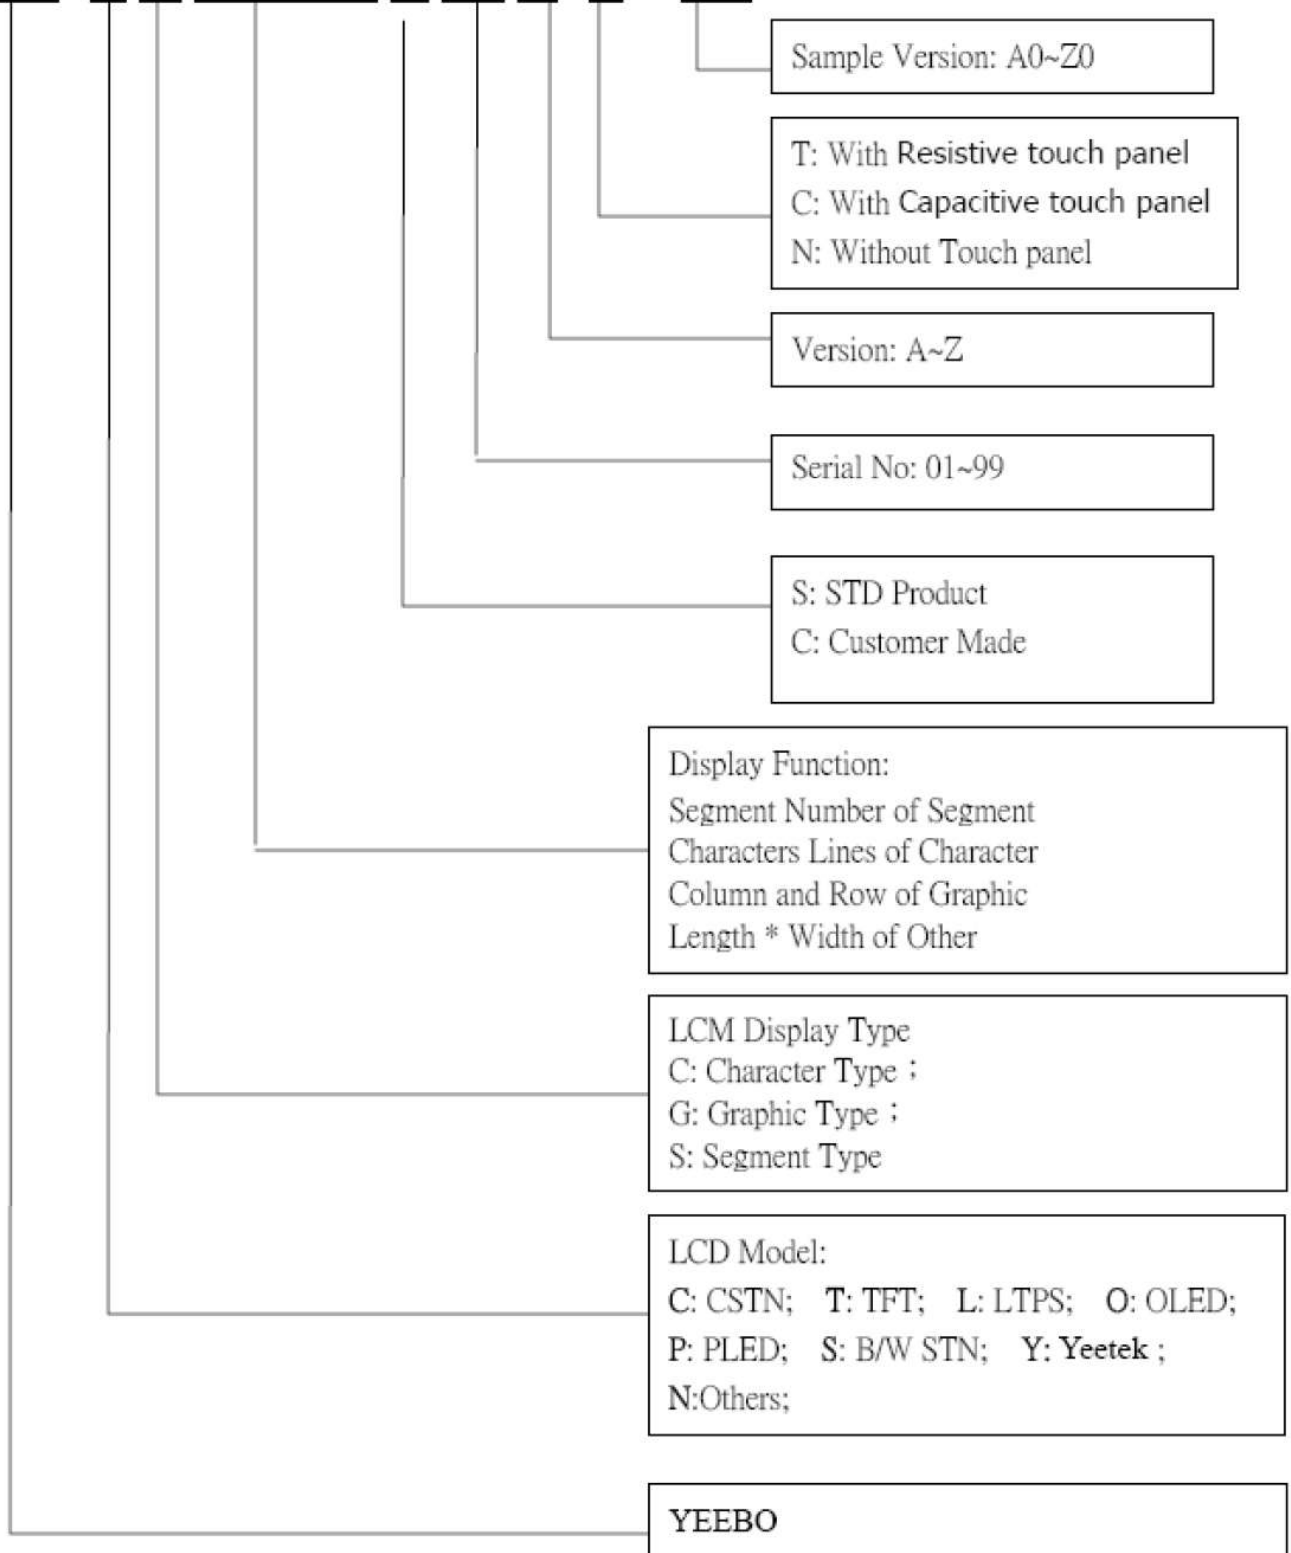 Sample Version: A0~Z0
T: With Resistive touch panel
C: With Capacitive touch panel
N: Without Touch panel
Version: A~Z
Serial No: 01~99
S: STD Product
C: Customer Made
Display Function:
Segment Number of Segment
Characters Lines of Character
Column and Row of Graphic
Length * Width of Other
LCM Display Type
C: Character Type；
G: Graphic Type；
S: Segment Type
LCD Model:
C: CSTN; T: TFT; L: LTPS; O: OLED;
P: PLED; S: B/W STN; Y: Yeetek ;
N:Others;
YEEBO